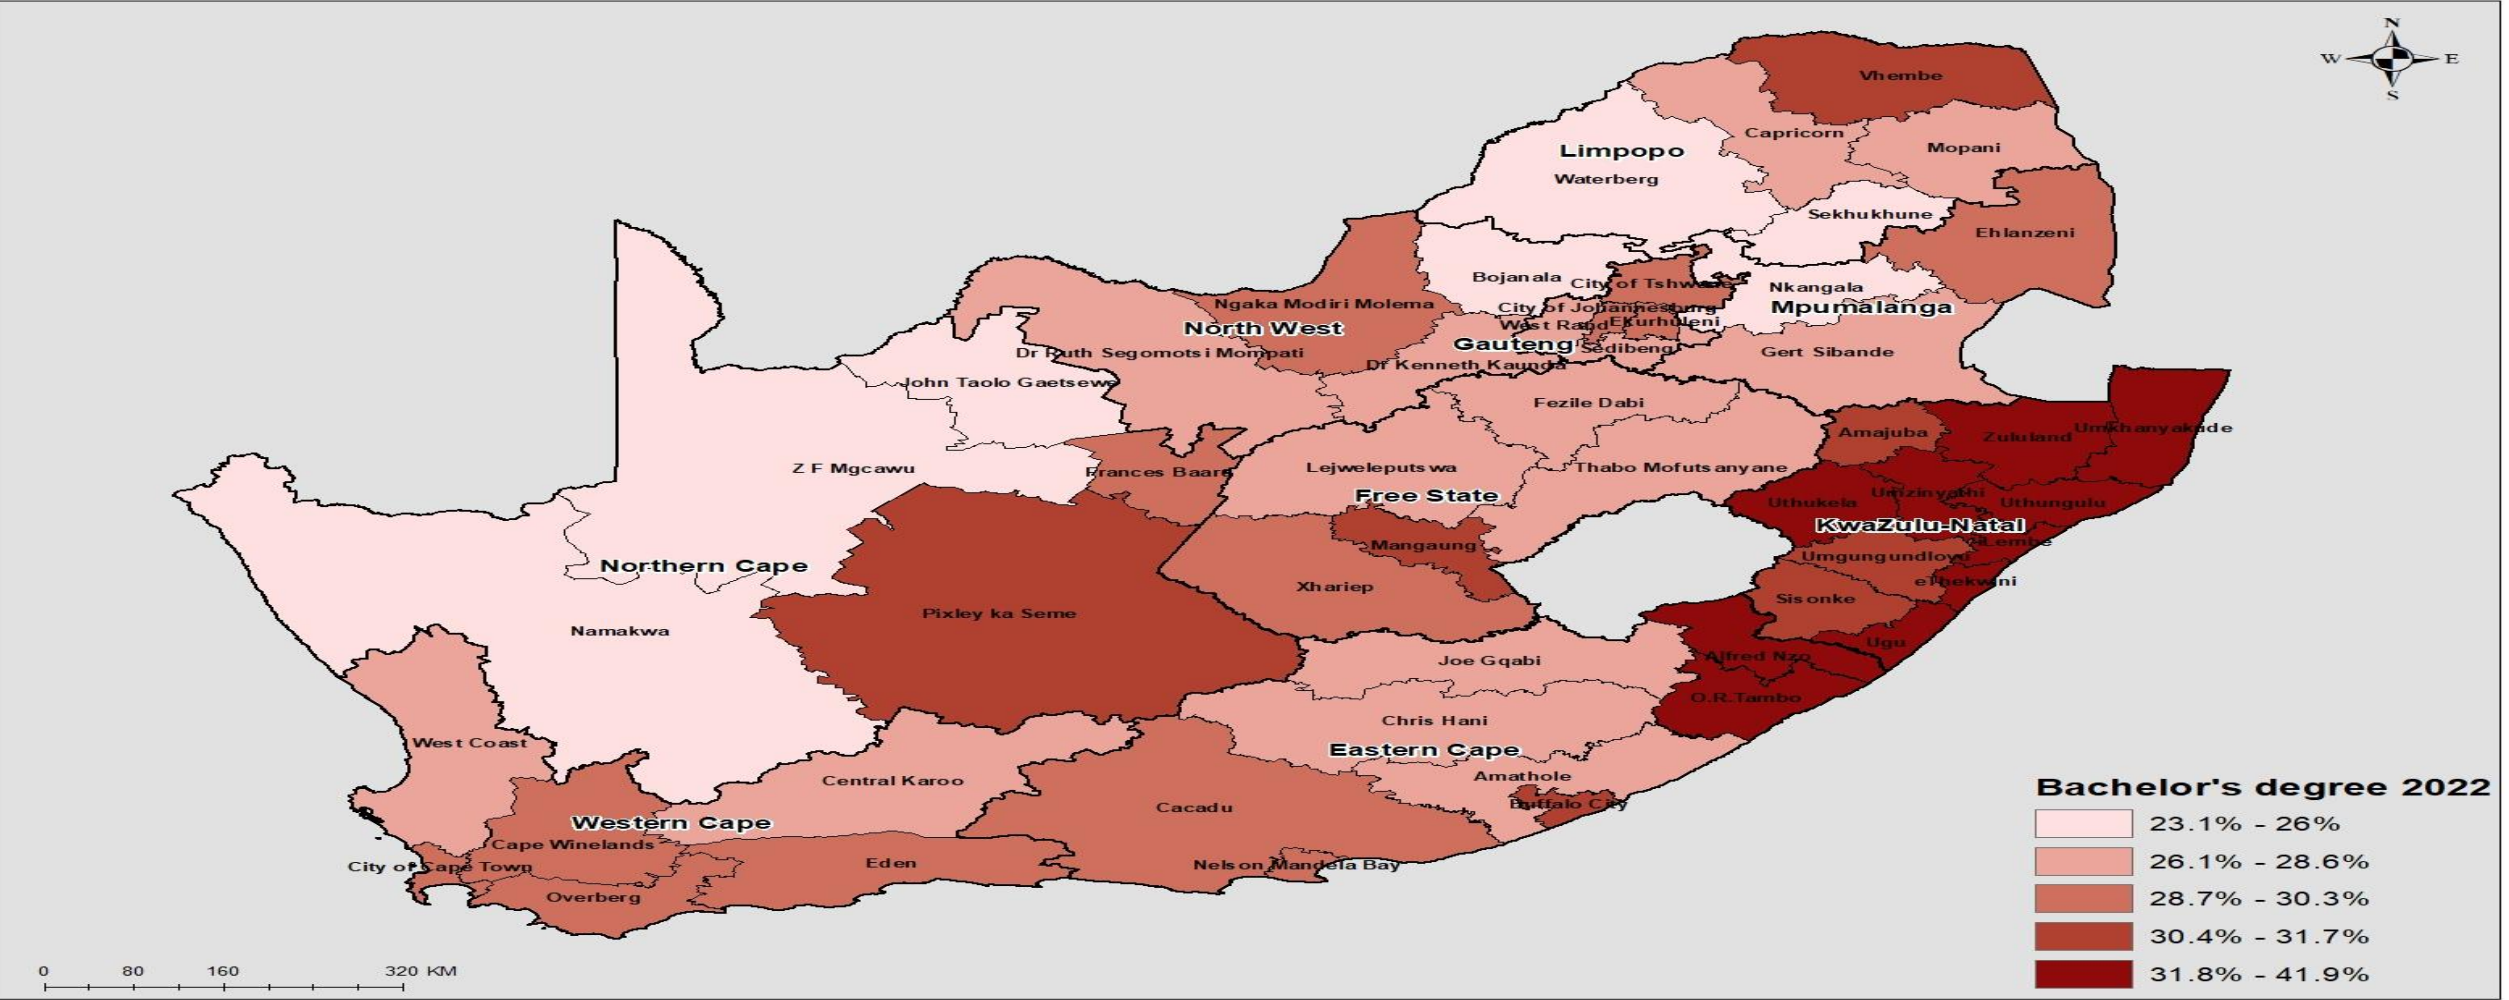 N
W E
S
Vhembe
Capricorn
Mopani
Limpopo
Waterberg
Sekhukhune
Ehlanzeni
Bojanala
City of Tshwane
Nkangala
Mpumalanga
Ngaka Modiri Molema
City of Johannesburg
North West
West Rand
Ekurhuleni
Gauteng
Sedibeng
Gert Sibande
Dr Ruth Segomotsi Mompati
Dr Kenneth Kaunda
John Taolo Gaetsewe
Fezile Dabi
Amajuba
Zululand
Umkhanyakude
Z F Mgcawu
Frances Baard
Lejweleputswa
Thabo Mofutsanyane
Free State
Uthukela
Umzinyathi
Uthungulu
KwaZulu-Natal
iLembe
Mangaung
Umgungundlovu
Northern Cape
Xhariep
eThekwini
Sisonke
Pixley ka Seme
Namakwa
Ugu
Joe Gqabi
Alfred Nzo
O.R.Tambo
Chris Hani
West Coast
Eastern Cape
Central Karoo
Amathole
Buffalo City
Cacadu
Western Cape
Cape Winelands
City of Cape Town
Eden
Nelson Mandela Bay
Overberg
Bachelor's degree 2022
23.1% - 26%
26.1% - 28.6%
28.7% - 30.3%
30.4% - 31.7%
31.8% - 41.9%
0 80 160 320 KM